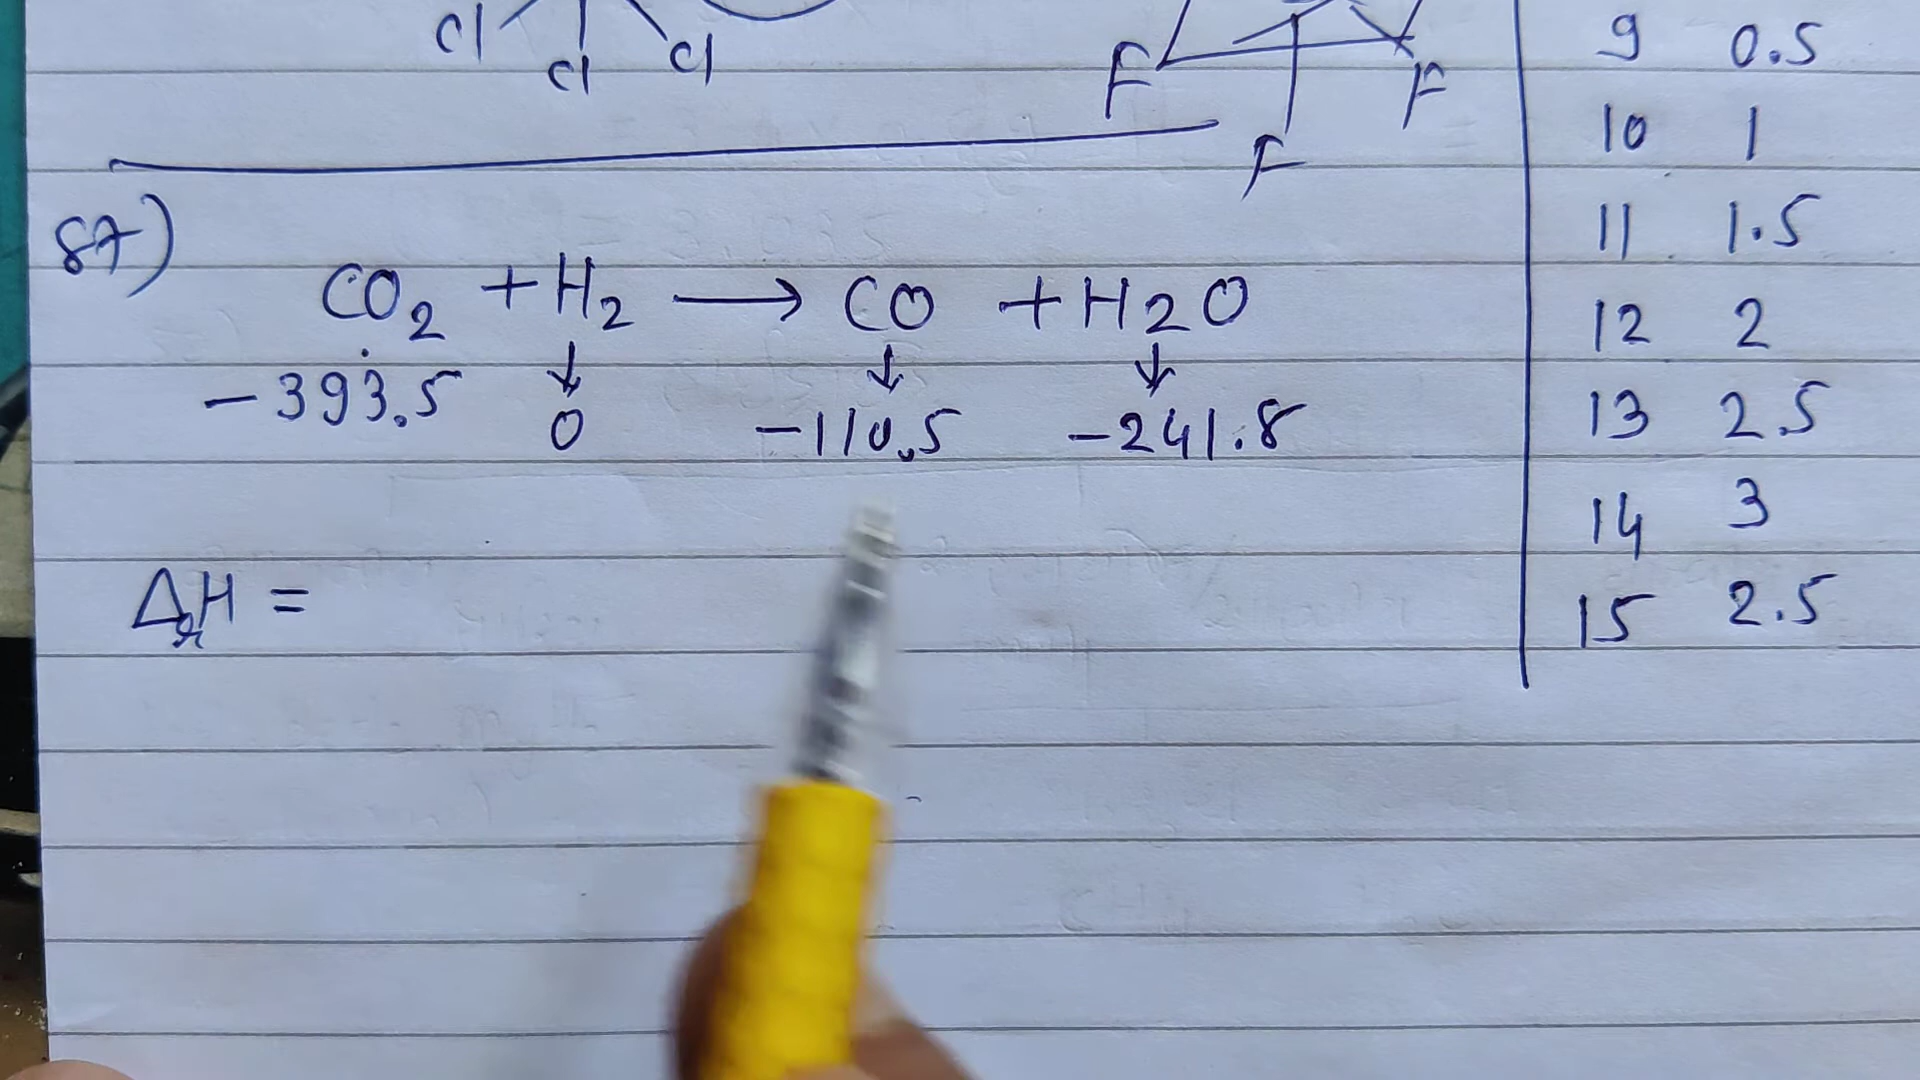 Cl Cl Cl
F F F
87)
CO2 + H2 → CO + H2O
↓ ↓ ↓
-393.5 0 -110.5 -241.8
ΔrH =
9 0.5
10 1
11 1.5
12 2
13 2.5
14 3
15 2.5